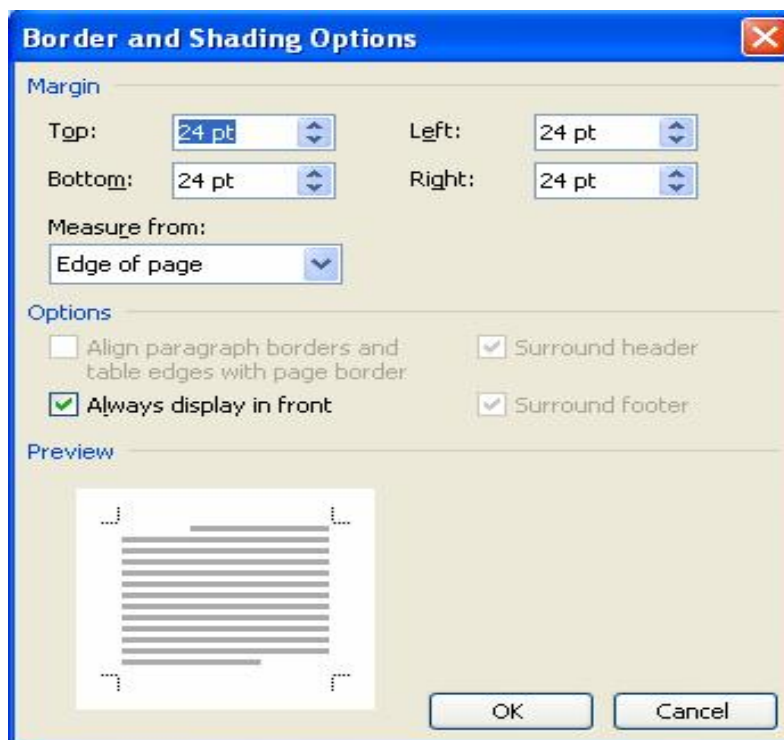 Border and Shading Options
Margin
Top: 24 pt Left: 24 pt
Bottom: 24 pt Right: 24 pt
Measure from:
Edge of page
Options
Align paragraph borders and
table edges with page border
Surround header
Always display in front
Surround footer
Preview
OK Cancel